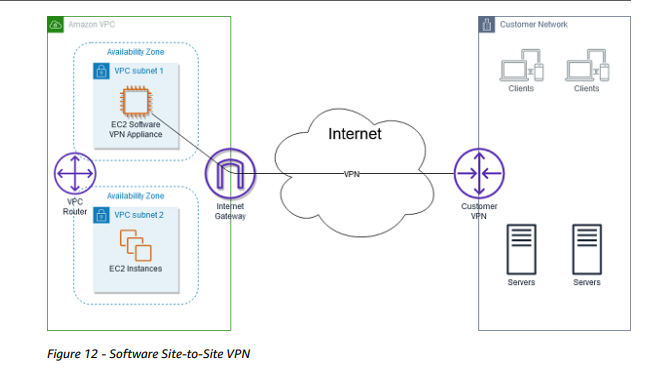 Amazon VPC
Customer Network
Availability Zone
VPC subnet 1
EC2 Software
VPN Appliance
VPC
Router
Availability Zone
VPC subnet 2
EC2 Instances
Internet
Gateway
Internet
VPN
Customer
VPN
Clients
Clients
Servers
Servers
Figure 12 - Software Site-to-Site VPN